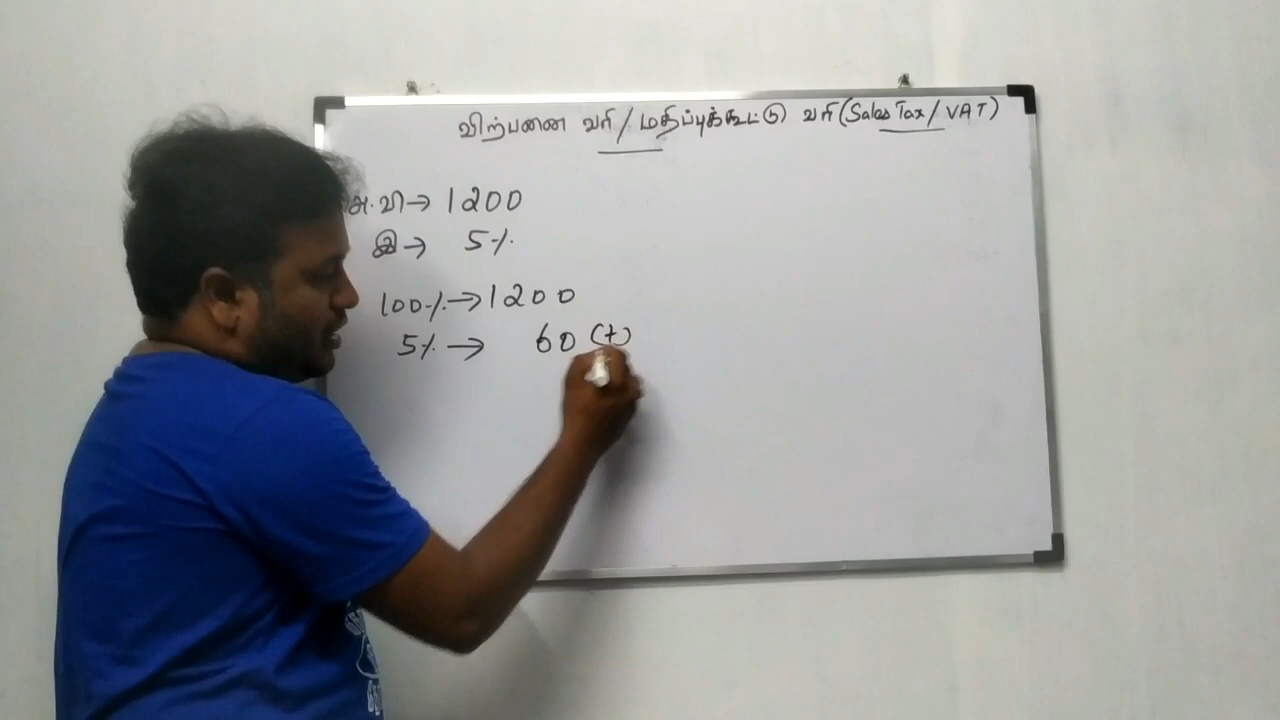 விற்பனை வரி / மதிப்புக்கூட்டு வரி (Sales Tax / VAT)
அ.வி → 1200
இ → 5%
100% → 1200
5% → 60 (+)